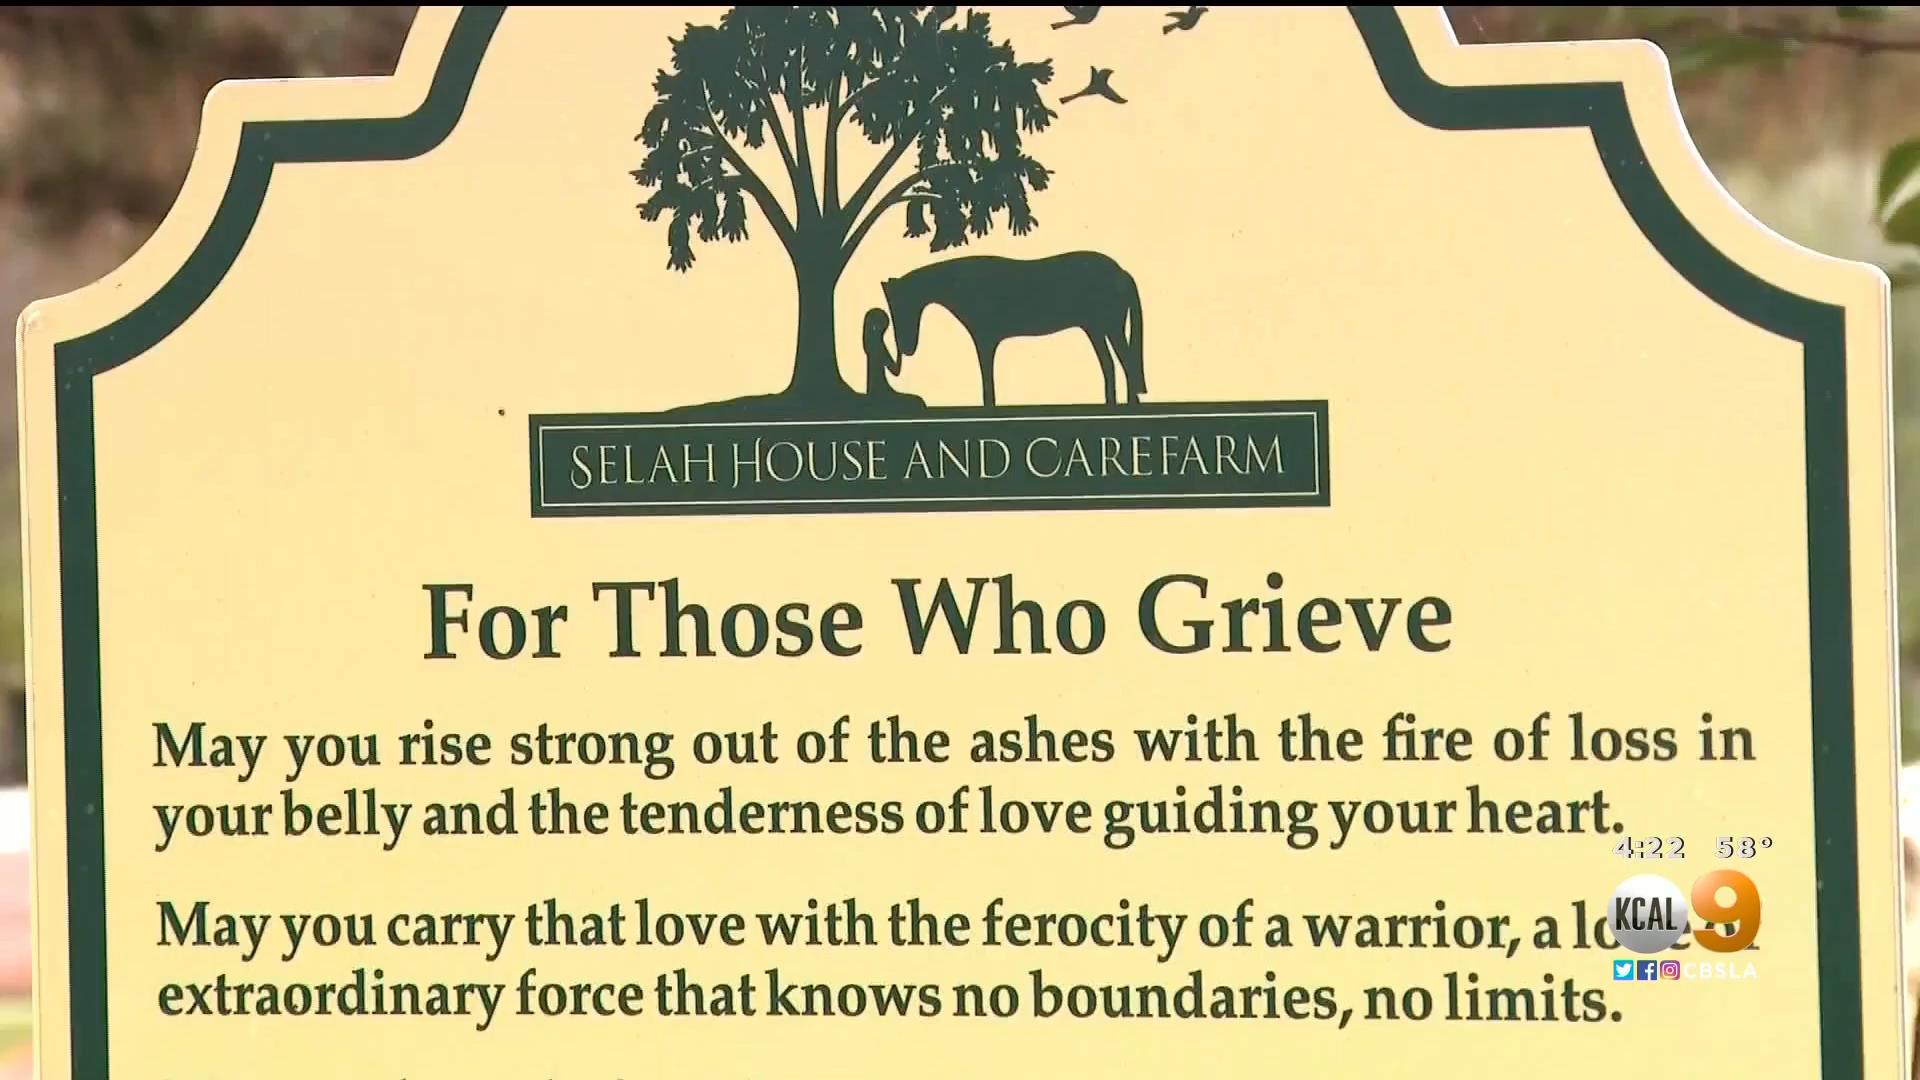 SELAH HOUSE AND CAREFARM
For Those Who Grieve
May you rise strong out of the ashes with the fire of loss in
your belly and the tenderness of love guiding your heart.
4:22 58°
May you carry that love with the ferocity of a warrior, a
extraordinary force that knows no boundaries, no limits.
KCAL 9
CBSLA